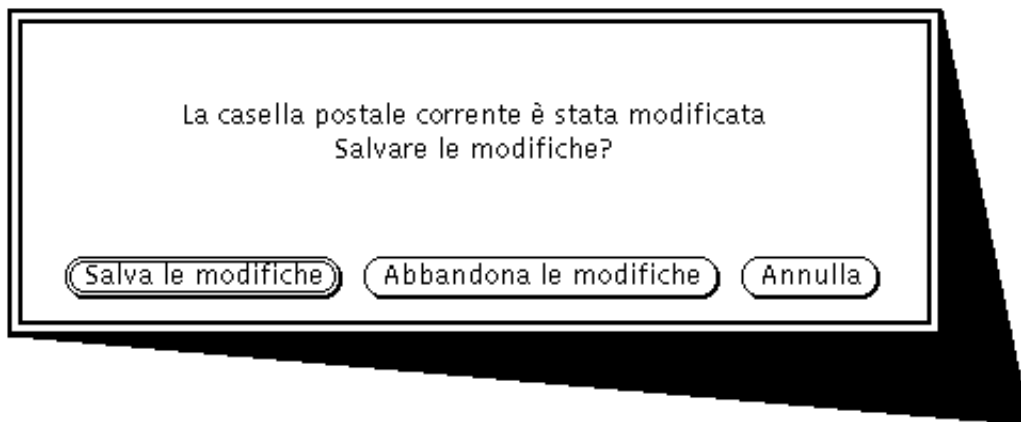 La casella postale corrente è stata modificata
Salvare le modifiche?
Salva le modifiche Abbandona le modifiche Annulla